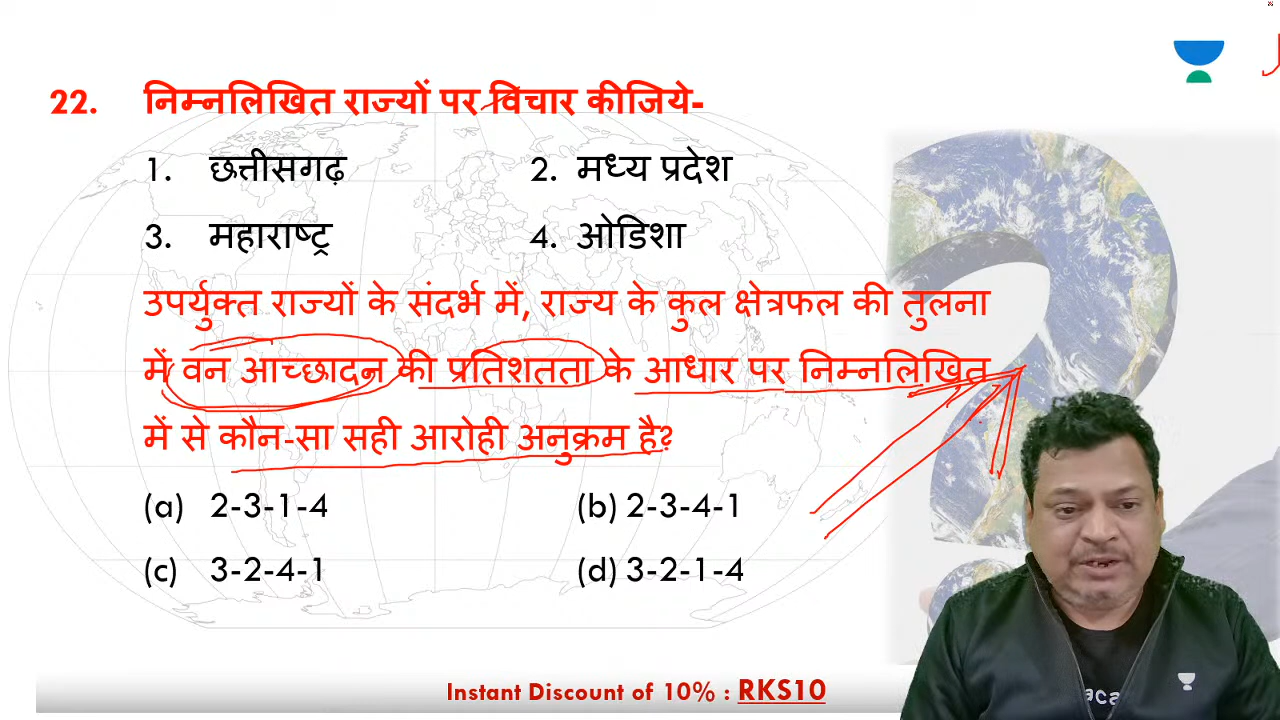 22. निम्नलिखित राज्यों पर विचार कीजिये-
1. छत्तीसगढ़ 2. मध्य प्रदेश
3. महाराष्ट्र 4. ओडिशा
उपर्युक्त राज्यों के संदर्भ में, राज्य के कुल क्षेत्रफल की तुलना
में वन आच्छादन की प्रतिशतता के आधार पर निम्नलिखित
में से कौन-सा सही आरोही अनुक्रम है?
(a) 2-3-1-4 (b) 2-3-4-1
(c) 3-2-4-1 (d) 3-2-1-4
Instant Discount of 10% : RKS10